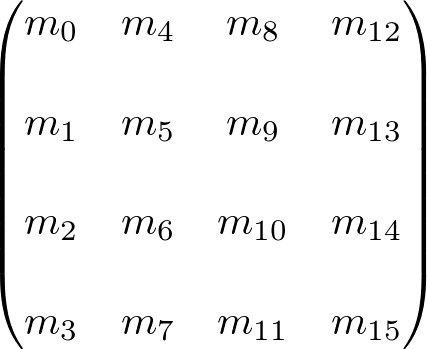 m₀ m₄ m₈ m₁₂
m₁ m₅ m₉ m₁₃
m₂ m₆ m₁₀ m₁₄
m₃ m₇ m₁₁ m₁₅